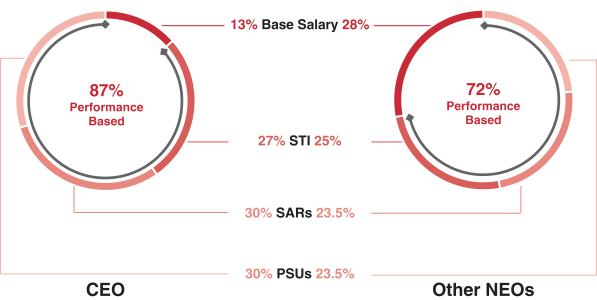 13% Base Salary 28%
87%
Performance
Based
72%
Performance
Based
27% STI 25%
30% SARs 23.5%
30% PSUs 23.5%
CEO
Other NEOs